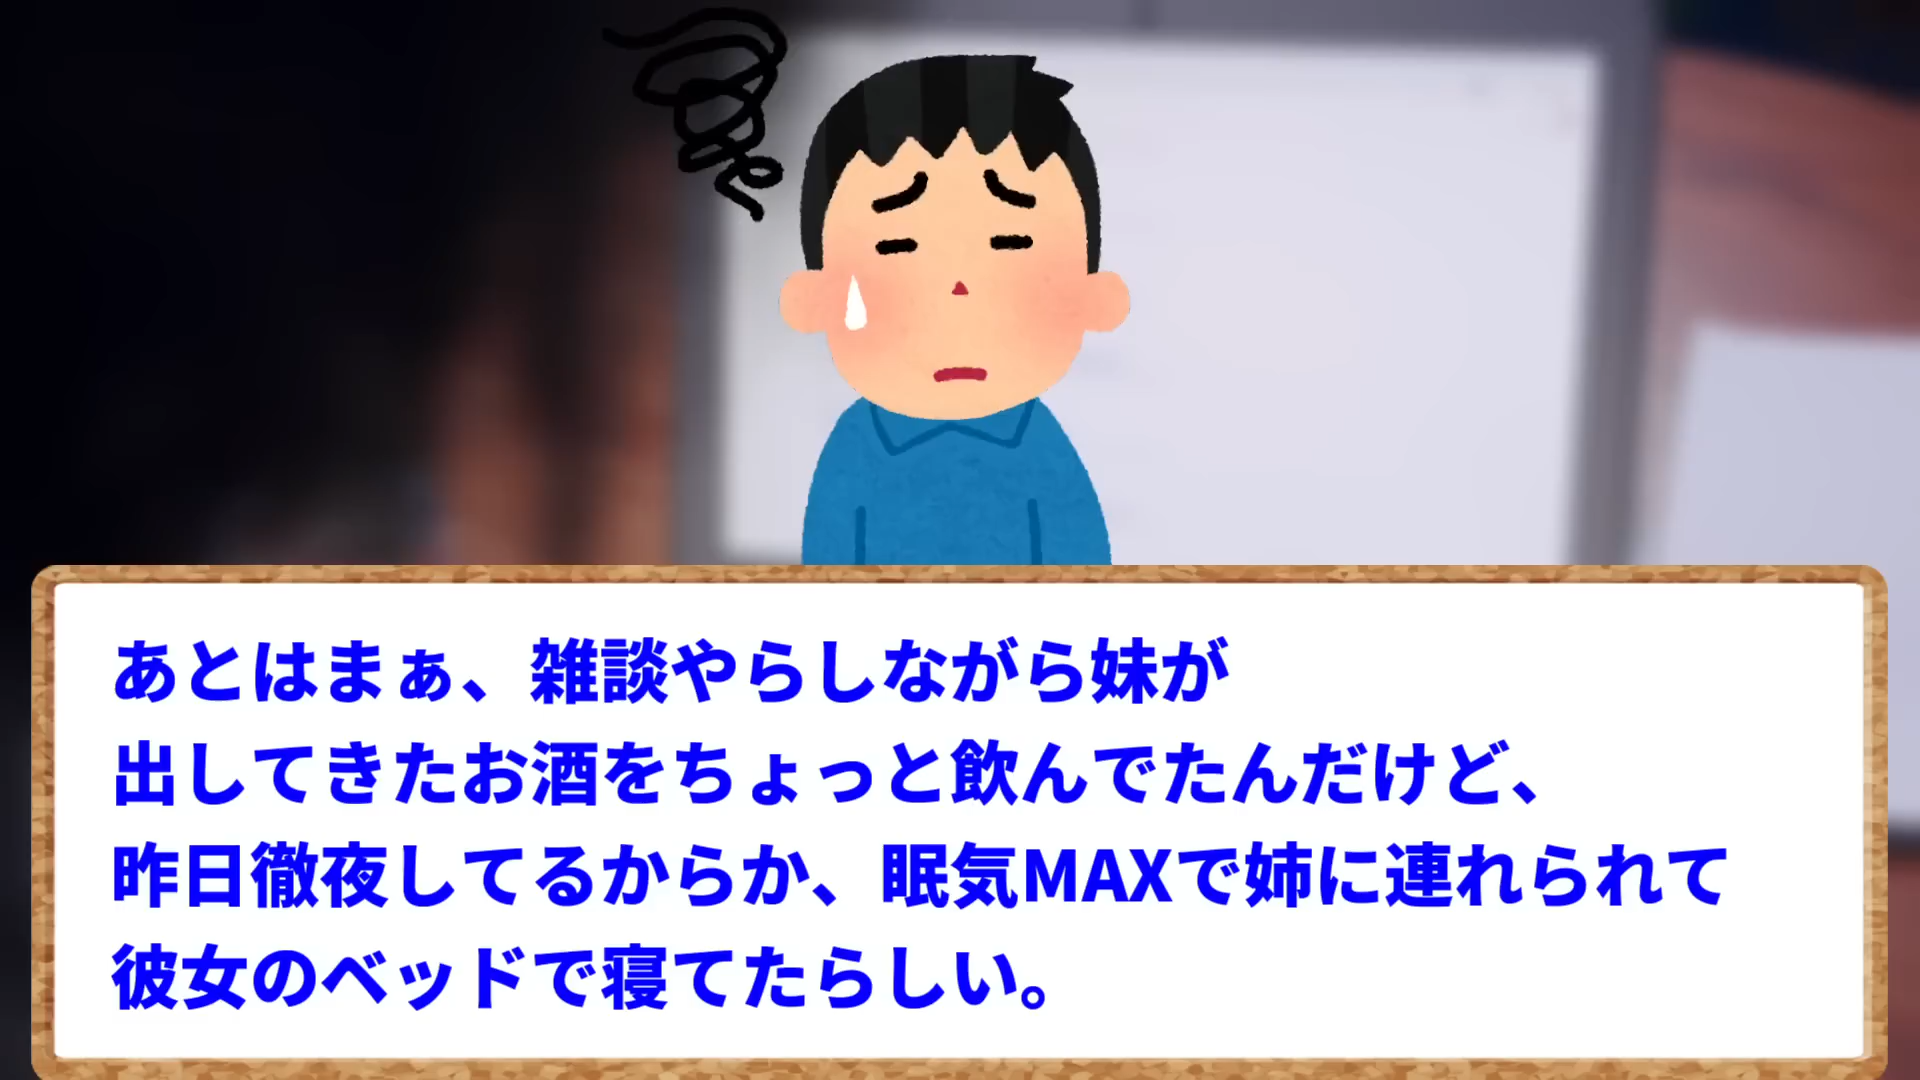 あとはまぁ、雑談やらしながら妹が
出してきたお酒をちょっと飲んでたんだけど、
昨日徹夜してるからか、眠気MAXで姉に連れられて
彼女のベッドで寝てたらしい。